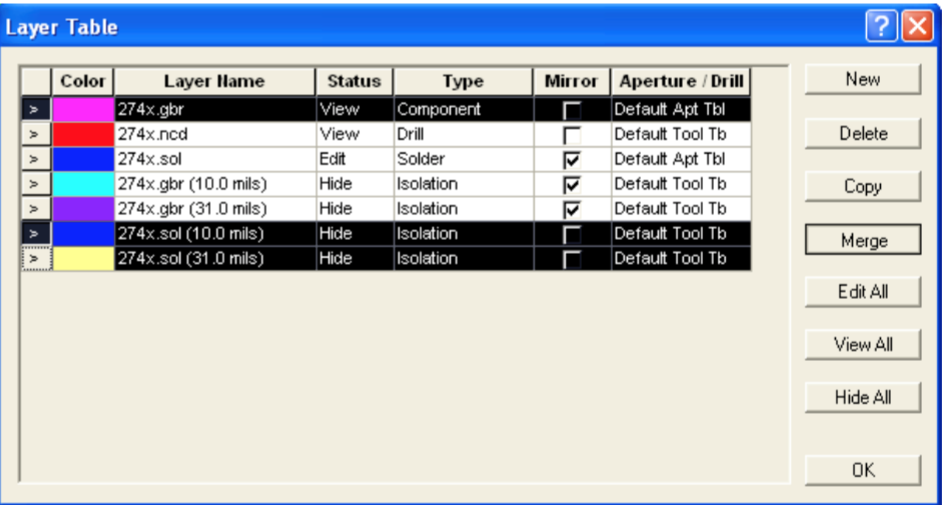 Layer Table
Color Layer Name Status Type Mirror Aperture / Drill
> 274x.gbr View Component Default Apt Tbl
> 274x.ncd View Drill Default Tool Tb
> 274x.sol Edit Solder Default Apt Tbl
> 274x.gbr (10.0 mils) Hide Isolation Default Tool Tb
> 274x.gbr (31.0 mils) Hide Isolation Default Tool Tb
> 274x.sol (10.0 mils) Hide Isolation Default Tool Tb
> 274x.sol (31.0 mils) Hide Isolation Default Tool Tb
New
Delete
Copy
Merge
Edit All
View All
Hide All
OK